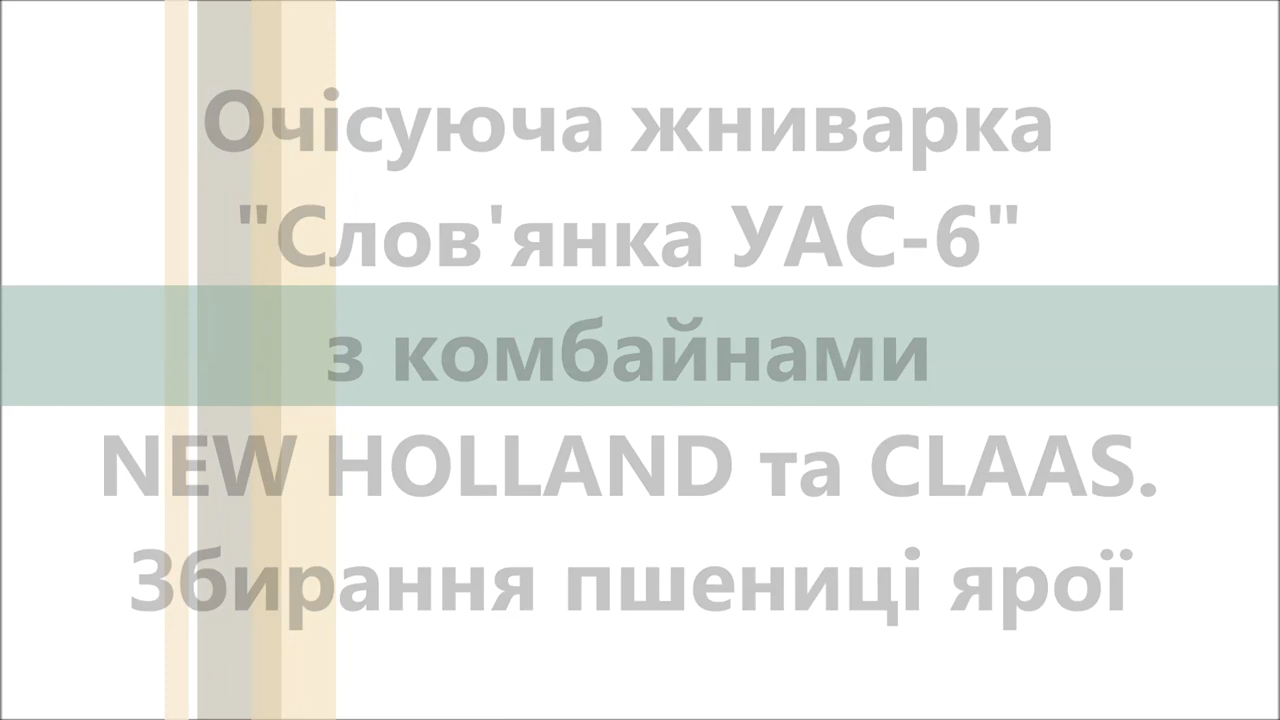 Очісуюча жниварка
"Слов'янка УАС-6"
з комбайнами
NEW HOLLAND та CLAAS.
Збирання пшениці ярої